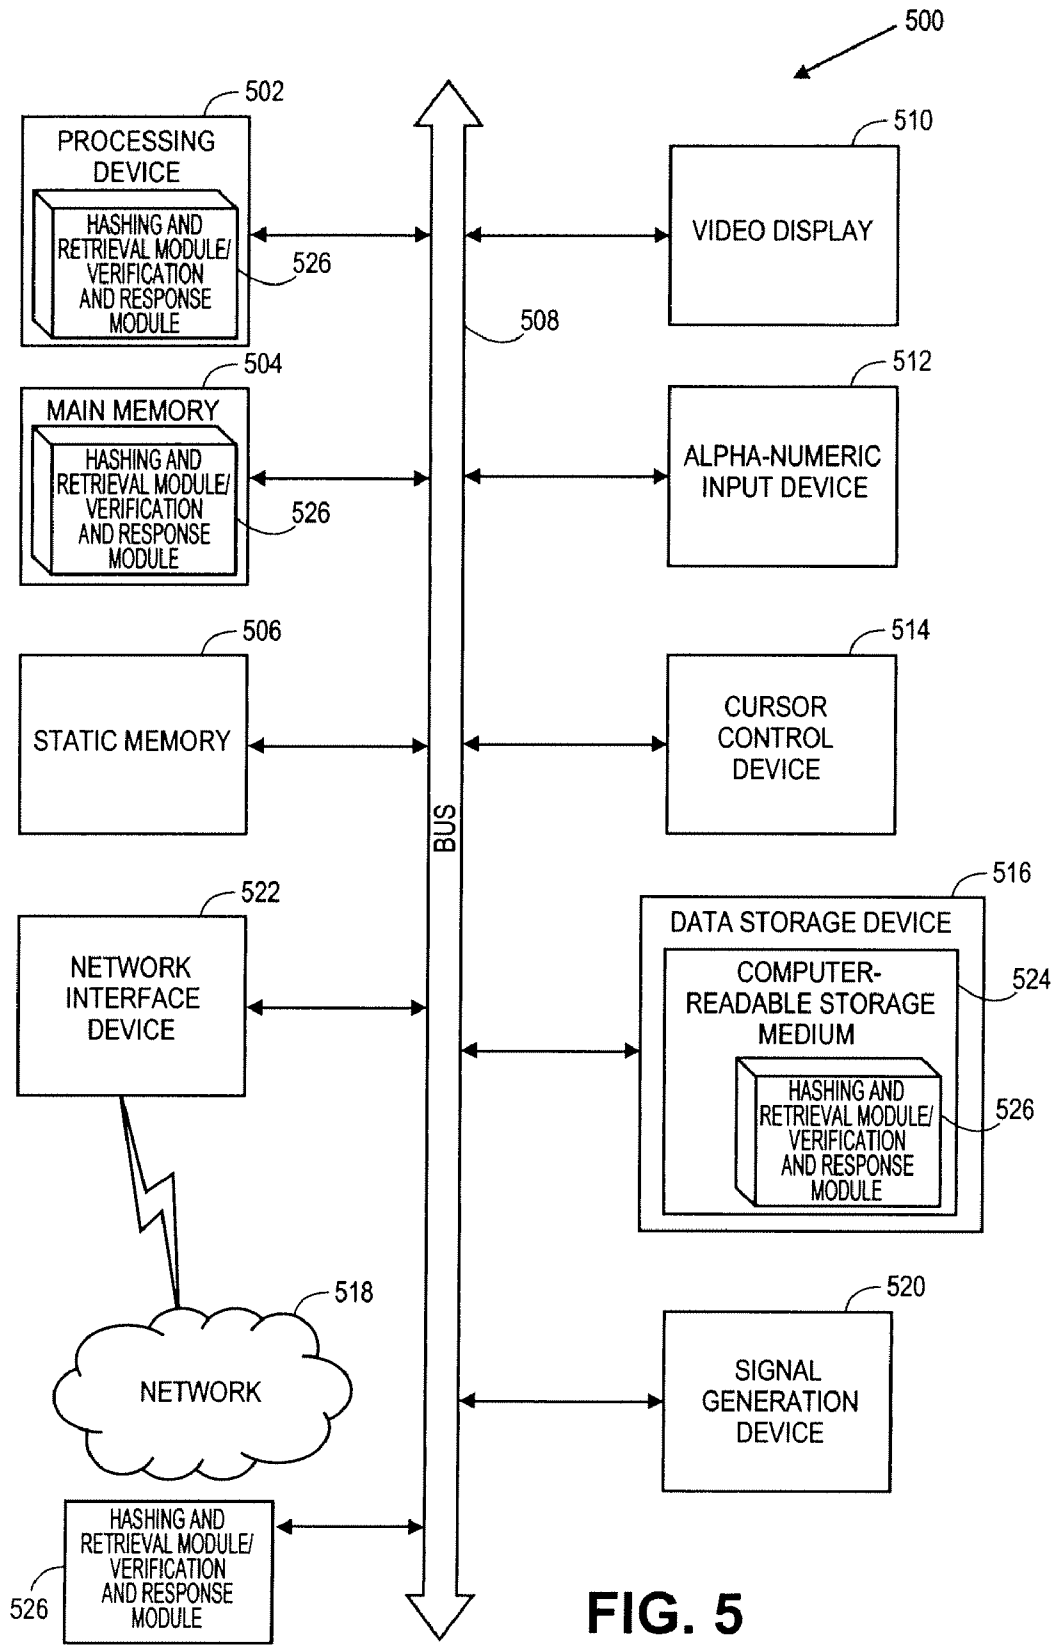 500
502
PROCESSING
DEVICE
HASHING AND
RETRIEVAL MODULE/
VERIFICATION
AND RESPONSE
MODULE
526
504
MAIN MEMORY
HASHING AND
RETRIEVAL MODULE/
VERIFICATION
AND RESPONSE
MODULE
526
506
STATIC MEMORY
522
NETWORK
INTERFACE
DEVICE
518
NETWORK
HASHING AND
RETRIEVAL MODULE/
VERIFICATION
AND RESPONSE
MODULE
526
508
BUS
510
VIDEO DISPLAY
512
ALPHA-NUMERIC
INPUT DEVICE
514
CURSOR
CONTROL
DEVICE
516
DATA STORAGE DEVICE
COMPUTER-
READABLE STORAGE
MEDIUM
524
HASHING AND
RETRIEVAL MODULE/
VERIFICATION
AND RESPONSE
MODULE
526
520
SIGNAL
GENERATION
DEVICE
FIG. 5